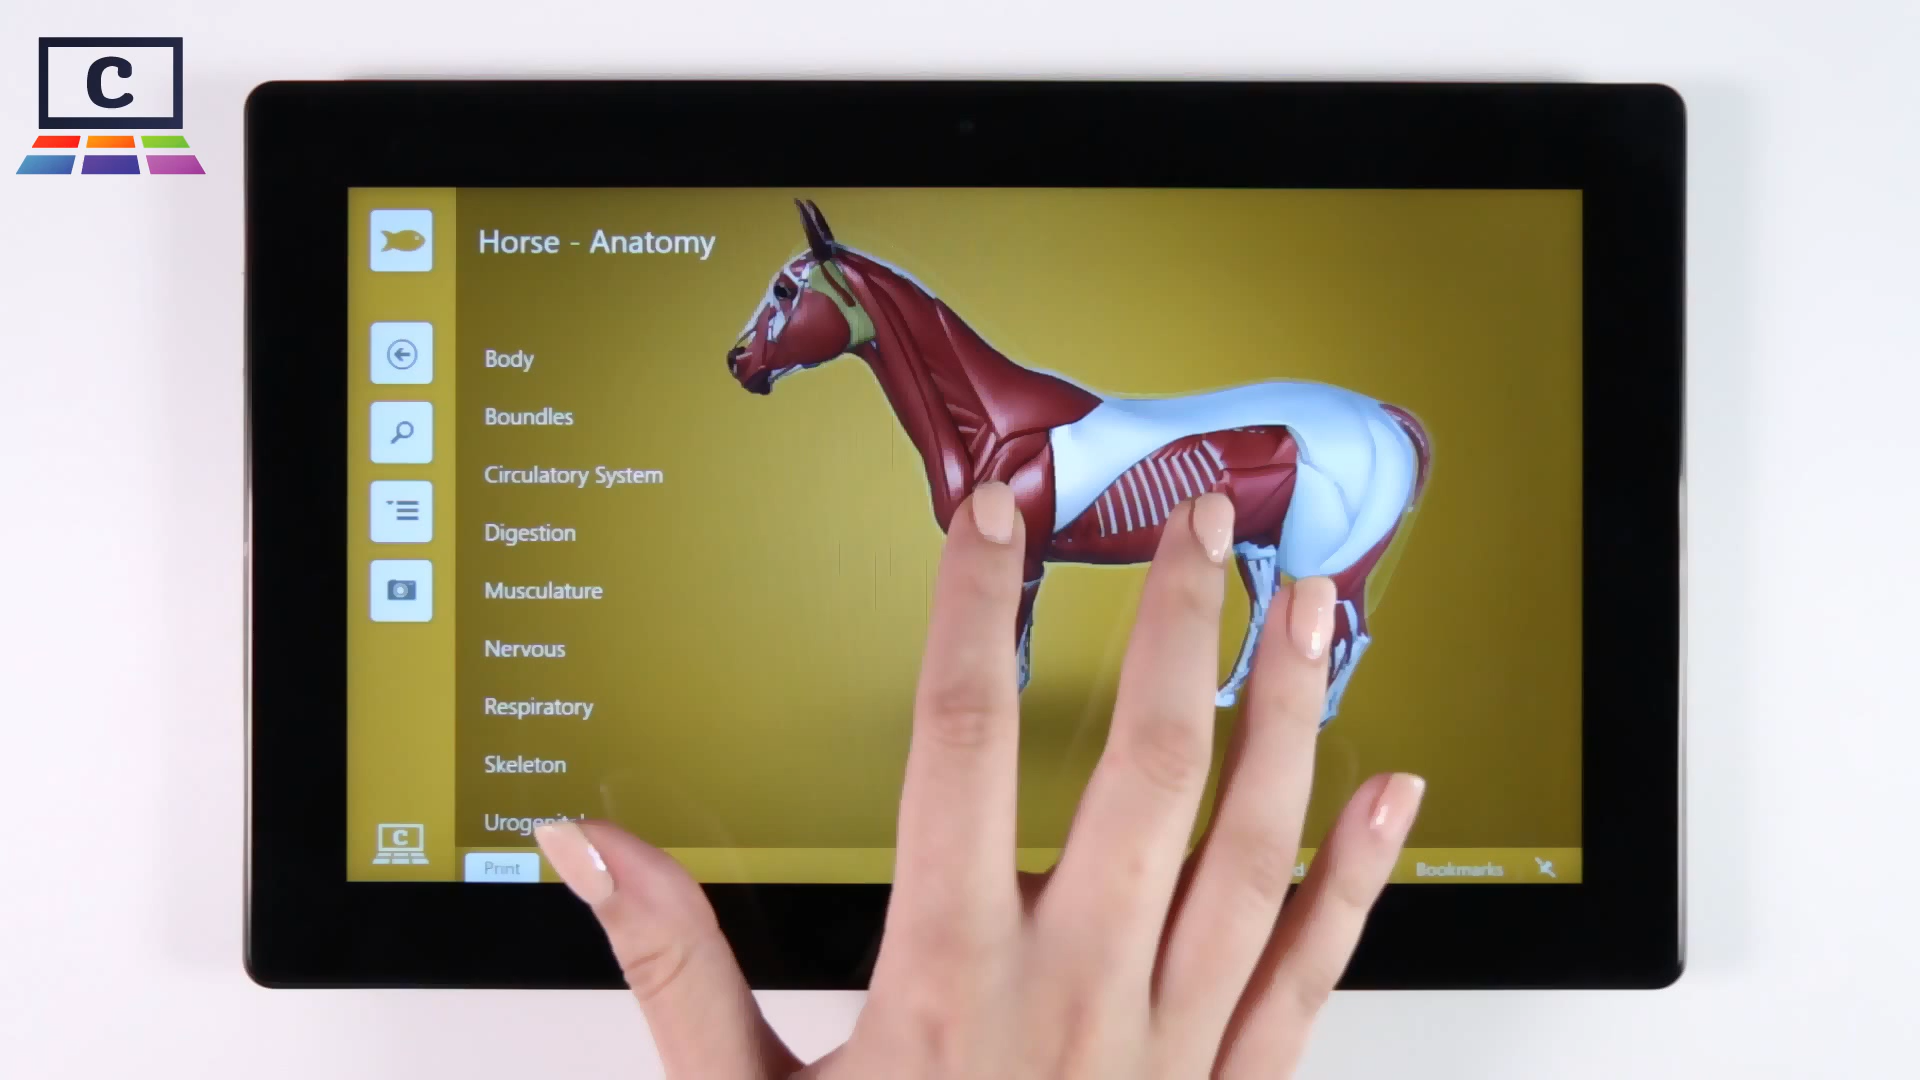 C
Horse - Anatomy
Body
Boundles
Circulatory System
Digestion
Musculature
Nervous
Respiratory
Skeleton
C
Print
Bookmarks